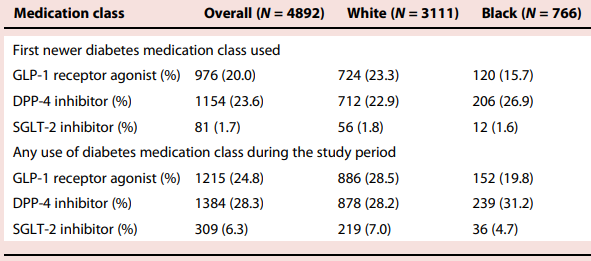 Medication class Overall (N = 4892) White (N = 3111) Black (N = 766)
First newer diabetes medication class used
GLP-1 receptor agonist (%) 976 (20.0) 724 (23.3) 120 (15.7)
DPP-4 inhibitor (%) 1154 (23.6) 712 (22.9) 206 (26.9)
SGLT-2 inhibitor (%) 81 (1.7) 56 (1.8) 12 (1.6)
Any use of diabetes medication class during the study period
GLP-1 receptor agonist (%) 1215 (24.8) 886 (28.5) 152 (19.8)
DPP-4 inhibitor (%) 1384 (28.3) 878 (28.2) 239 (31.2)
SGLT-2 inhibitor (%) 309 (6.3) 219 (7.0) 36 (4.7)